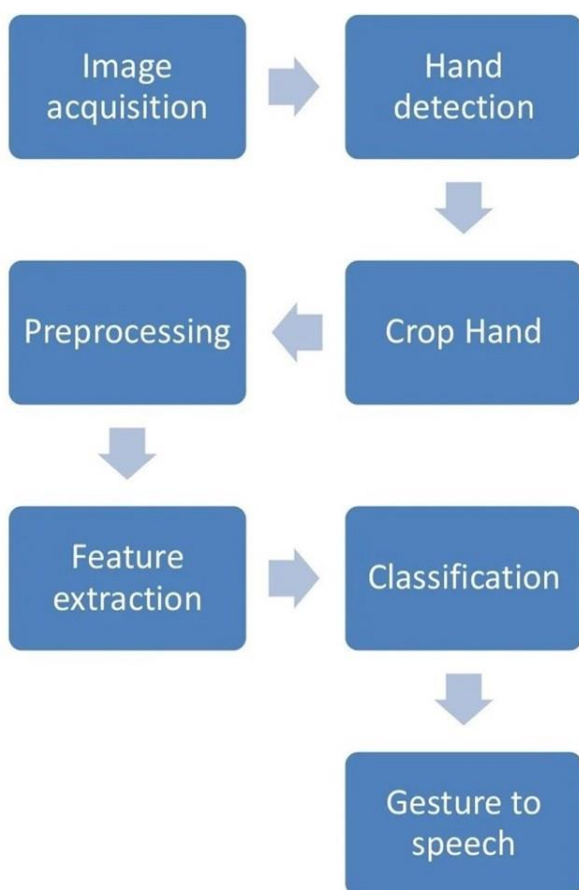 Image
acquisition
Hand
detection
Crop Hand
Preprocessing
Feature
extraction
Classification
Gesture to
speech